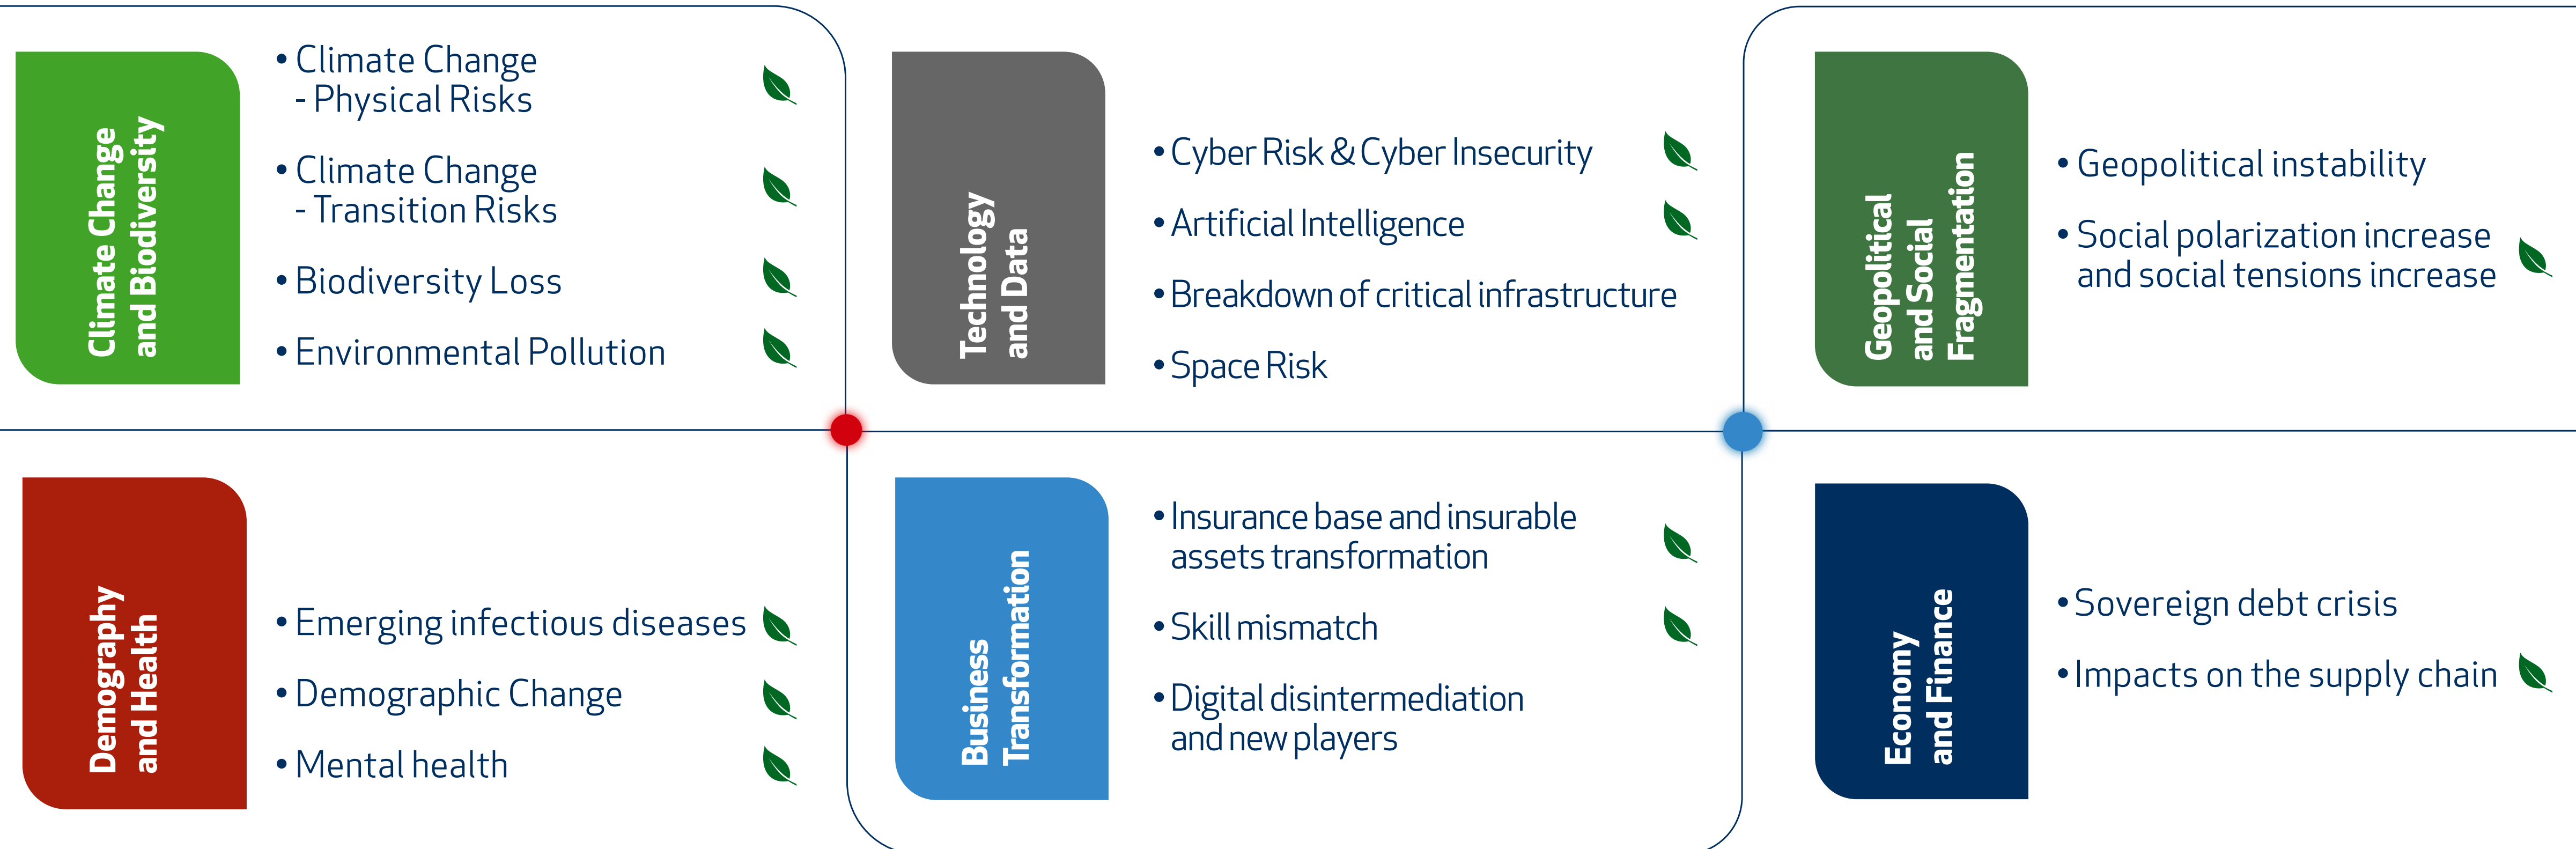 Climate Change
and Biodiversity
• Climate Change
- Physical Risks
• Climate Change
- Transition Risks
• Biodiversity Loss
• Environmental Pollution
Technology
and Data
• Cyber Risk & Cyber Insecurity
• Artificial Intelligence
• Breakdown of critical infrastructure
• Space Risk
Geopolitical
and Social
Fragmentation
• Geopolitical instability
• Social polarization increase
and social tensions increase
Demography
and Health
• Emerging infectious diseases
• Demographic Change
• Mental health
Business
Transformation
• Insurance base and insurable
assets transformation
• Skill mismatch
• Digital disintermediation
and new players
Economy
and Finance
• Sovereign debt crisis
• Impacts on the supply chain